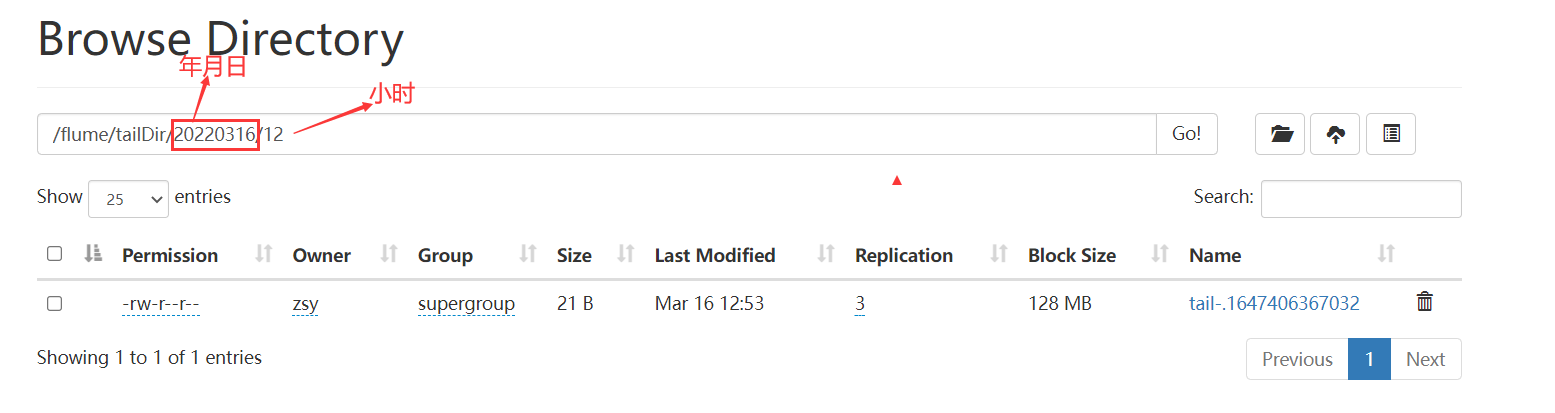 Browse Directory
年月日
小时
/flume/tailDir/20220316/12
Go!
Show 25 entries
Search:
Permission Owner Group Size Last Modified Replication Block Size Name
-rw-r--r-- zsy supergroup 21 B Mar 16 12:53 3 128 MB tail-.1647406367032
Showing 1 to 1 of 1 entries
Previous 1 Next